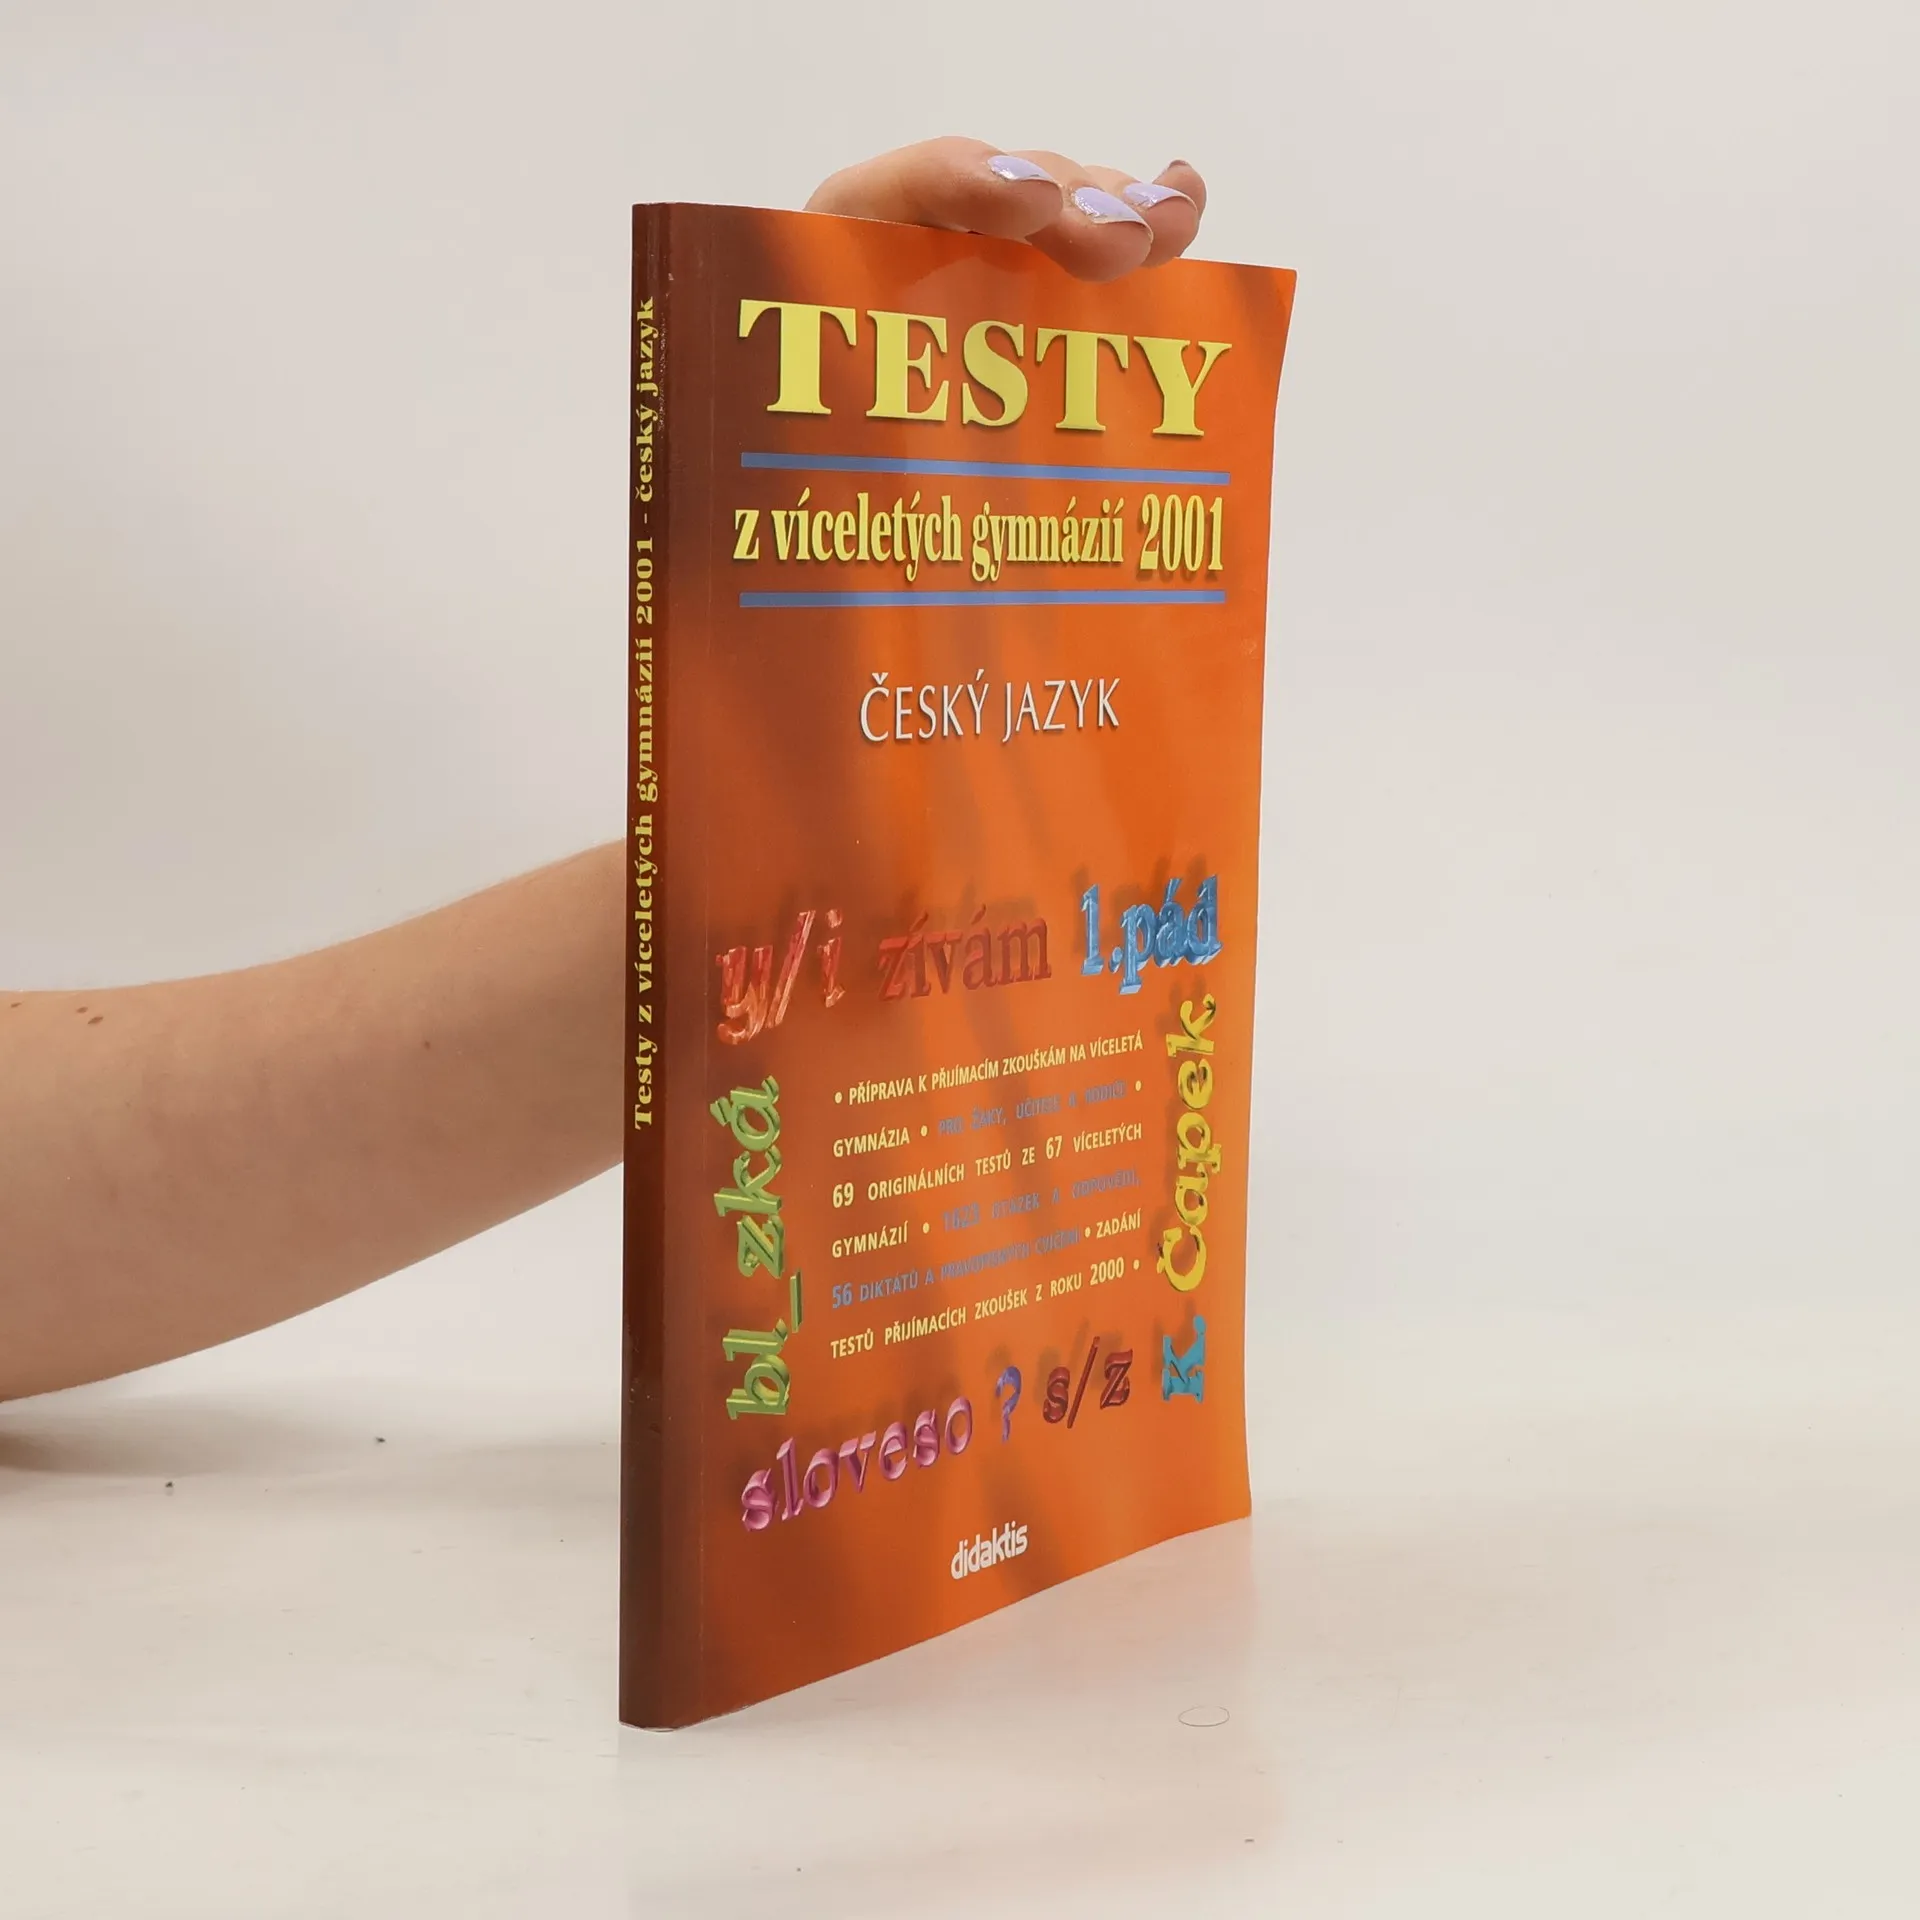 Testy z víceletých gymnázií 2001 - český jazyk
TESTY
z víceletých gymnázií 2001
ČESKÝ JAZYK
y/i zívám 1.pád
bl_zká
K. Čapek
• PŘÍPRAVA K PŘIJÍMACÍM ZKOUŠKÁM NA VÍCELETÁ
GYMNÁZIA • PRO ŽÁKY, UČITELE A RODIČE •
69 ORIGINÁLNÍCH TESTŮ ZE 67 VÍCELETÝCH
GYMNÁZIÍ • 1623 OTÁZEK A ODPOVĚDÍ,
56 DIKTÁTŮ A PRAVOPISNÝCH CVIČENÍ • ZADÁNÍ
TESTŮ PŘIJÍMACÍCH ZKOUŠEK Z ROKU 2000 •
sloveso ? s/z
didaktis